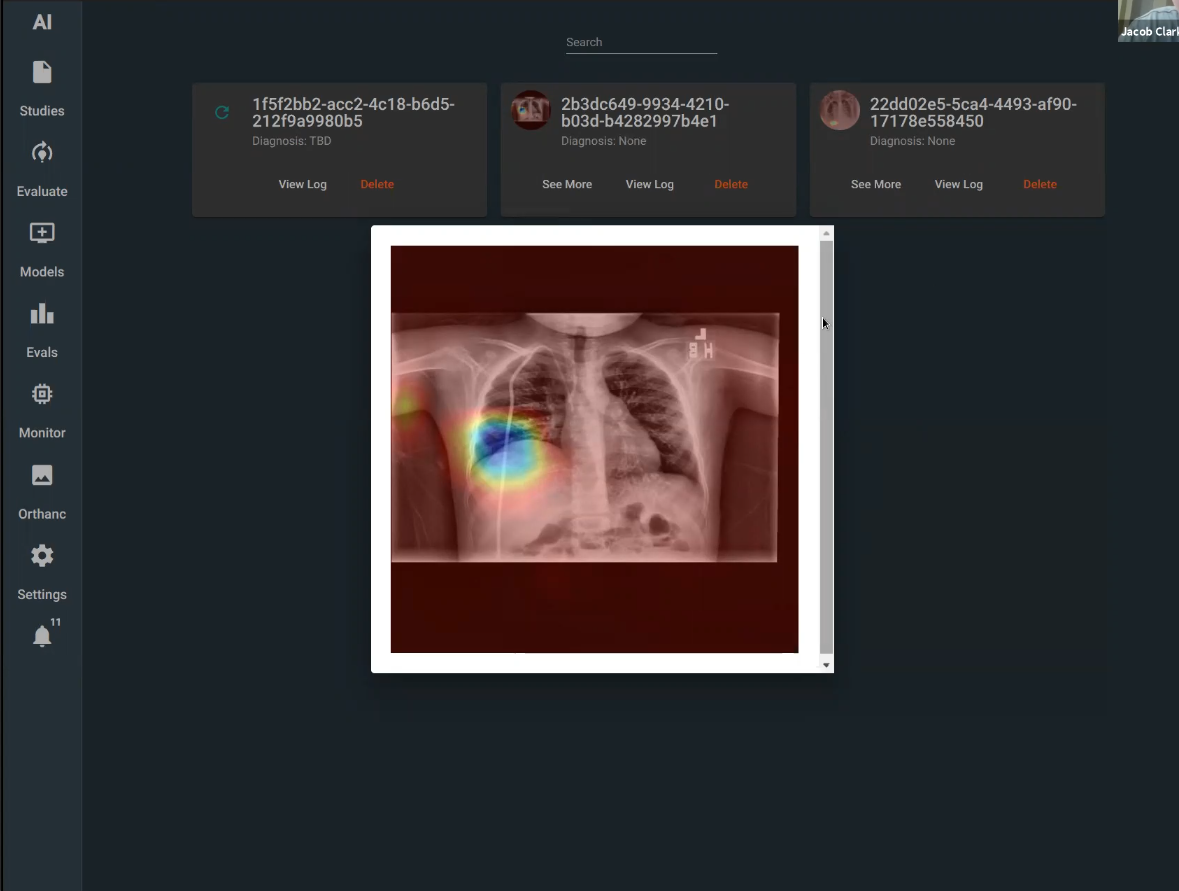 AI
Jacob Clark
Search
Studies
Evaluate
Models
Evals
Monitor
Orthanc
Settings
11
1f5f2bb2-acc2-4c18-b6d5-
212f9a9980b5
Diagnosis: TBD
View Log
Delete
2b3dc649-9934-4210-
b03d-b4282997b4e1
Diagnosis: None
See More
View Log
Delete
22dd02e5-5ca4-4493-af90-
17178e558450
Diagnosis: None
See More
View Log
Delete
L
H